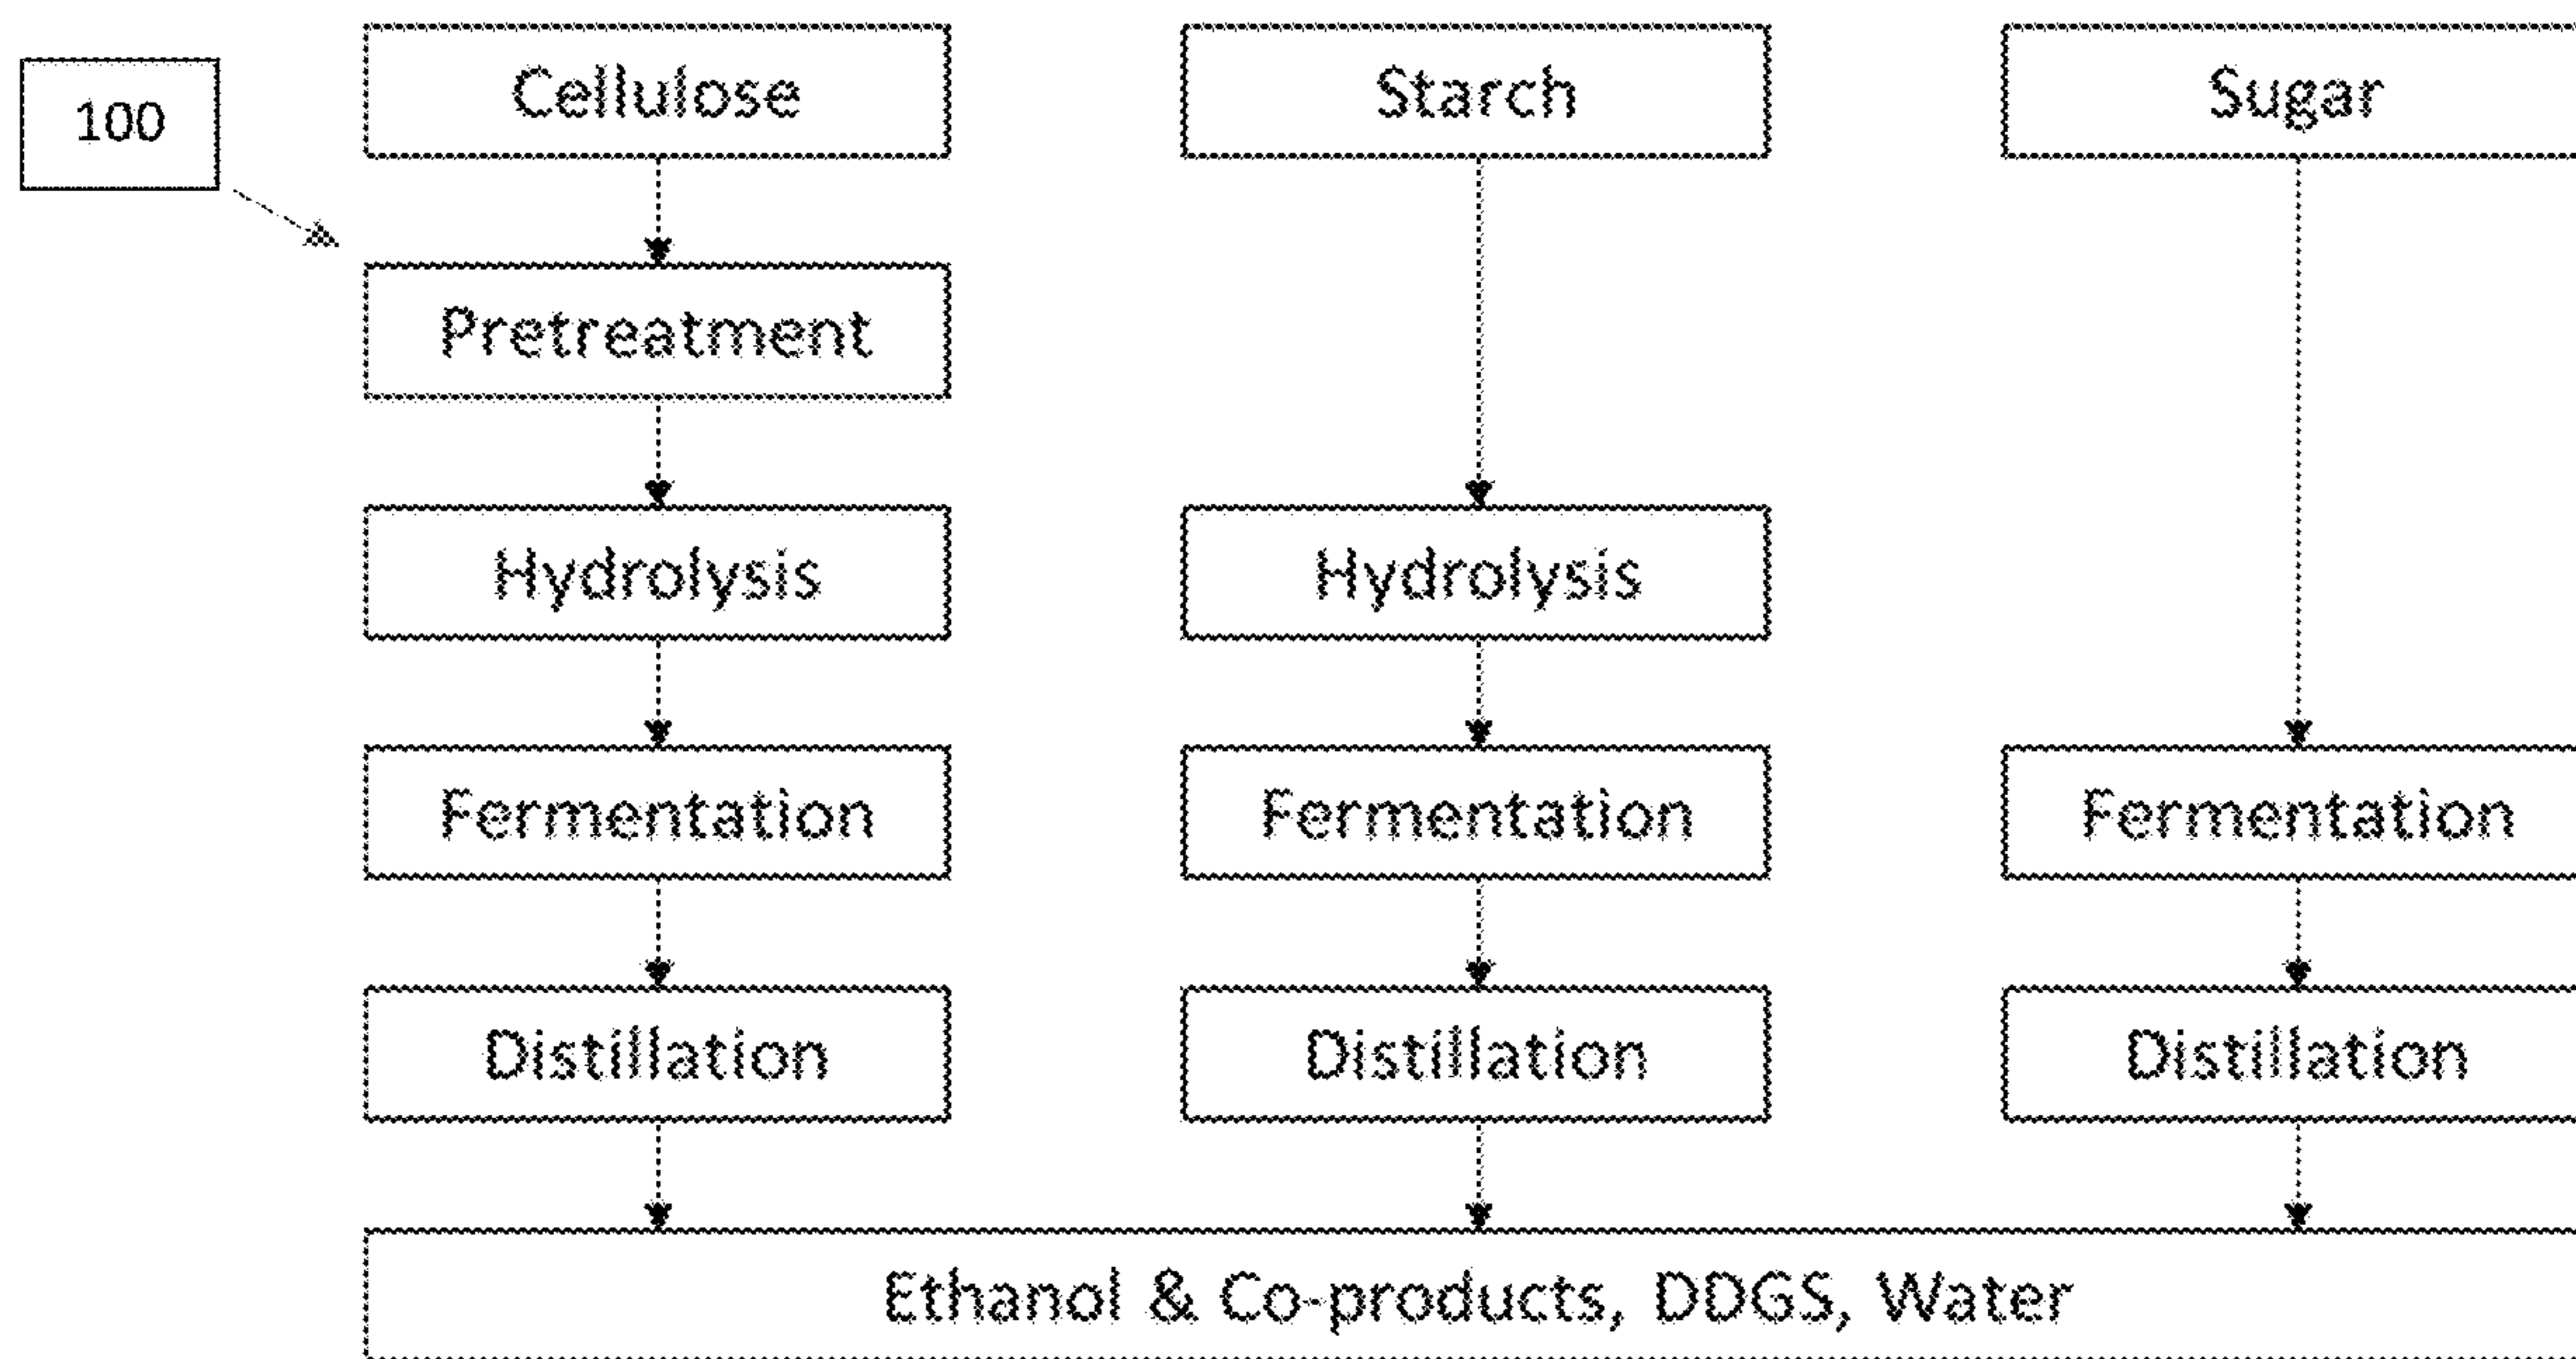 100
Cellulose
Starch
Sugar
Pretreatment
Hydrolysis
Hydrolysis
Fermentation
Fermentation
Fermentation
Distillation
Distillation
Distillation
Ethanol & Co-products, DDGS, Water